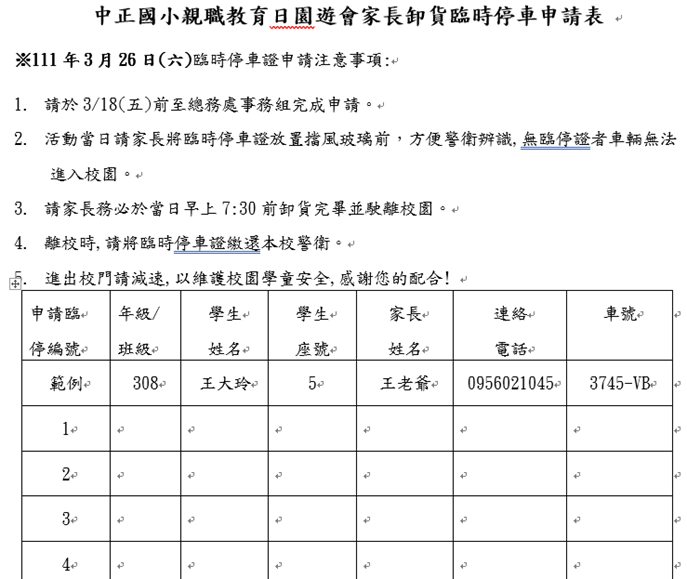 中正國小親職教育日園遊會家長卸貨臨時停車申請表
※111年3月26日(六)臨時停車證申請注意事項:
1. 請於3/18(五)前至總務處事務組完成申請。
2. 活動當日請家長將臨時停車證放置擋風玻璃前，方便警衛辨識,無臨停證者車輛無法
進入校園。
3. 請家長務必於當日早上7:30前卸貨完畢並駛離校園。
4. 離校時,請將臨時停車證繳還本校警衛。
5. 進出校門請減速,以維護校園學童安全,感謝您的配合!
申請臨 年級/ 學生 學生 家長 連絡 車號
停編號 班級 姓名 座號 姓名 電話
範例 308 王大玲 5 王老爺 0956021045 3745-VB
1
2
3
4